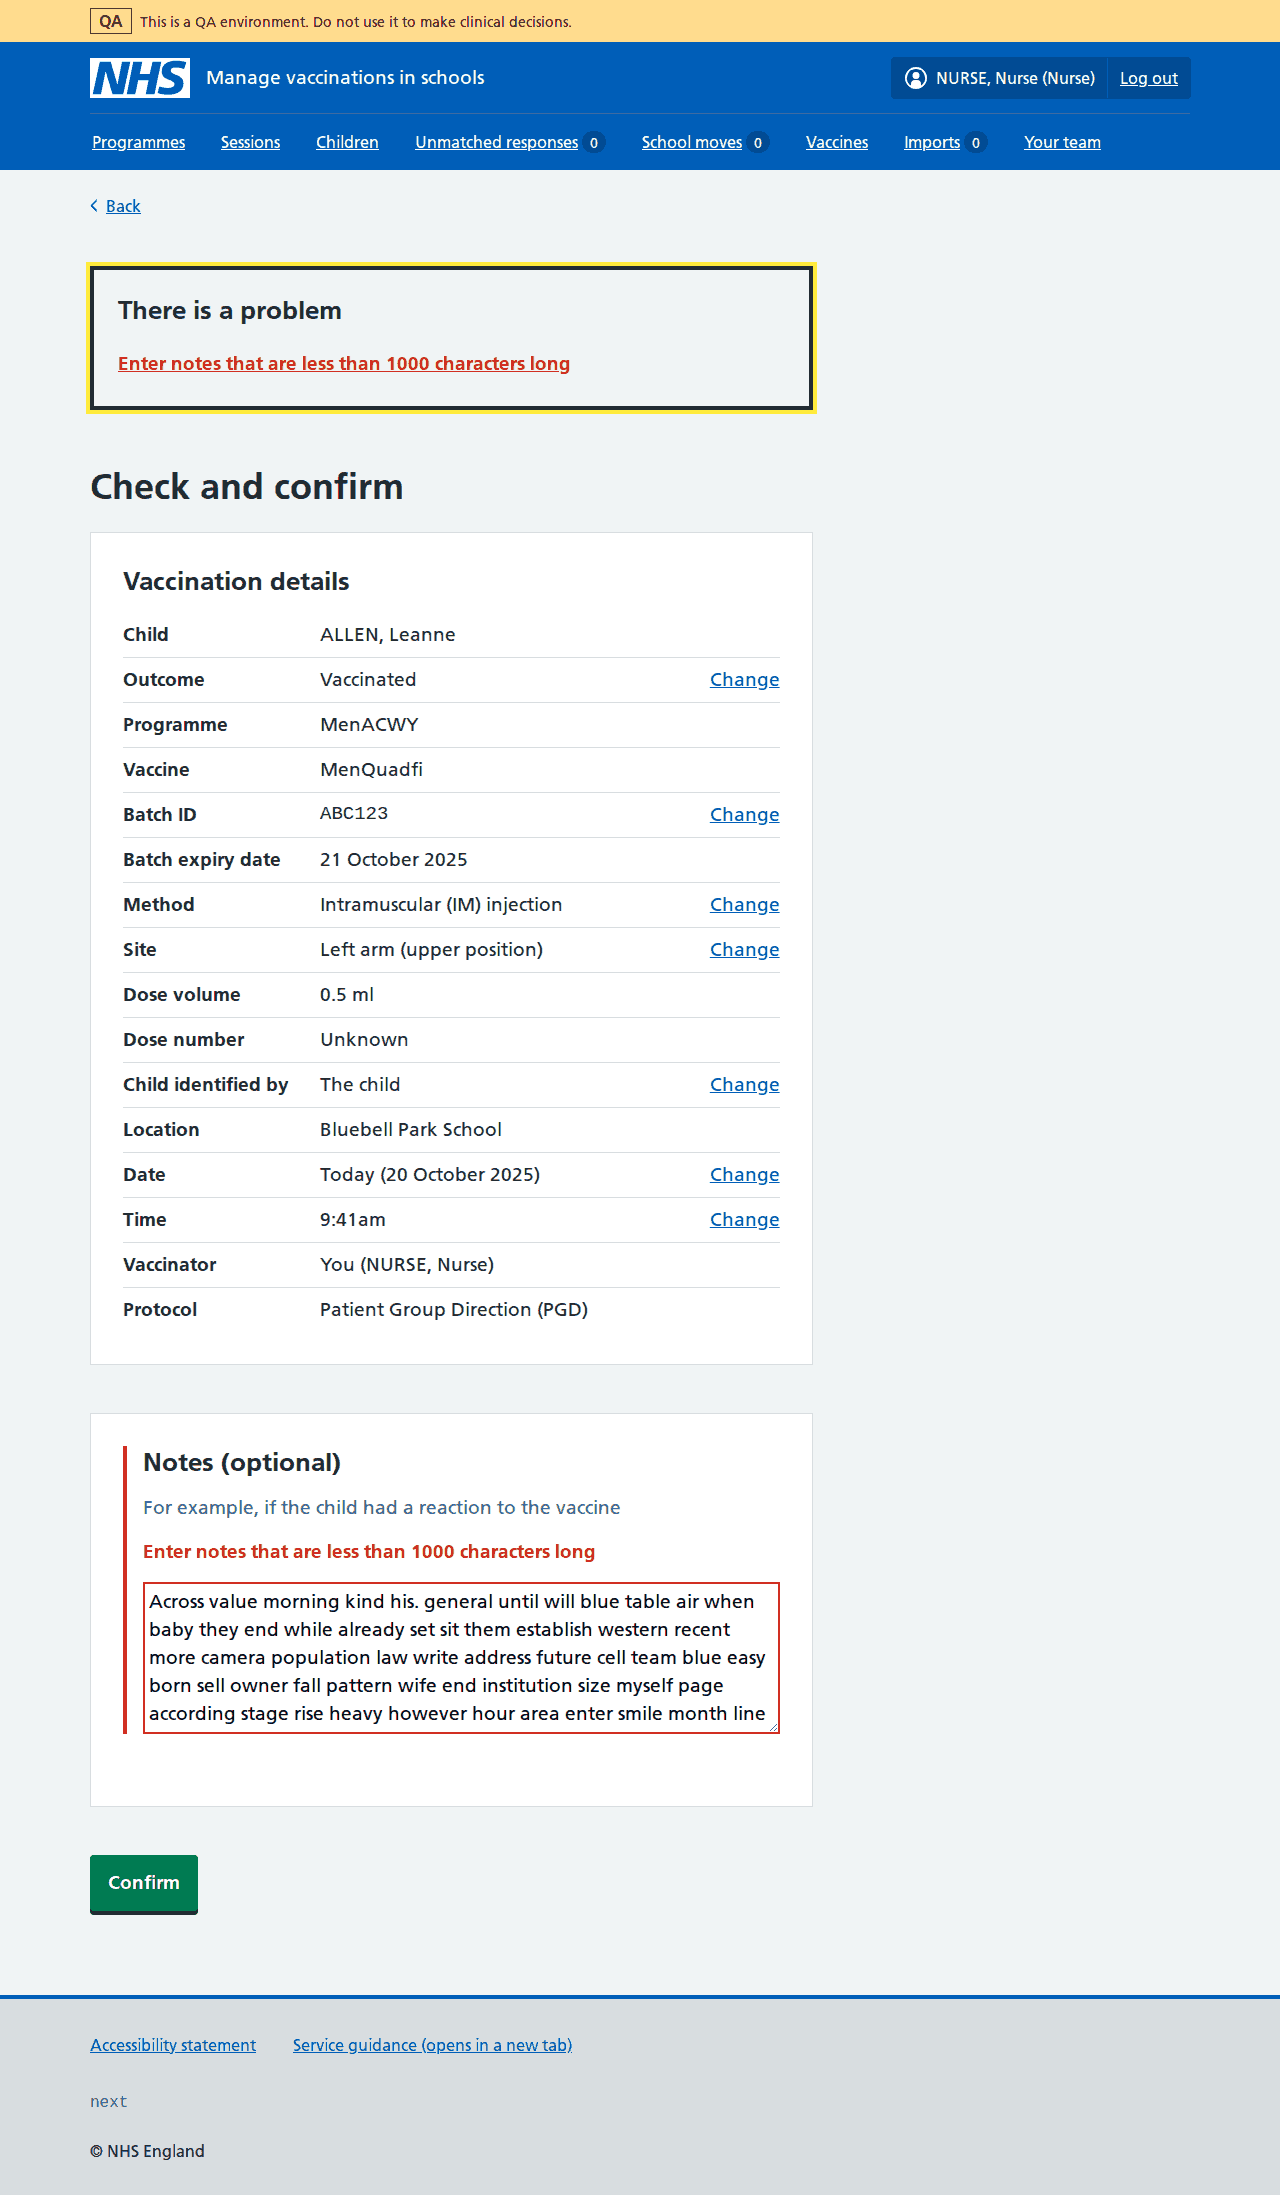 QA This is a QA environment. Do not use it to make clinical decisions.
NHS Manage vaccinations in schools NURSE, Nurse (Nurse) Log out
Programmes Sessions Children Unmatched responses 0 School moves 0 Vaccines Imports 0 Your team
Back
There is a problem
Enter notes that are less than 1000 characters long
Check and confirm
Vaccination details
Child ALLEN, Leanne
Outcome Vaccinated Change
Programme MenACWY
Vaccine MenQuadfi
Batch ID ABC123 Change
Batch expiry date 21 October 2025
Method Intramuscular (IM) injection Change
Site Left arm (upper position) Change
Dose volume 0.5 ml
Dose number Unknown
Child identified by The child Change
Location Bluebell Park School
Date Today (20 October 2025) Change
Time 9:41am Change
Vaccinator You (NURSE, Nurse)
Protocol Patient Group Direction (PGD)
Notes (optional)
For example, if the child had a reaction to the vaccine
Enter notes that are less than 1000 characters long
Across value morning kind his. general until will blue table air when
baby they end while already set sit them establish western recent
more camera population law write address future cell team blue easy
born sell owner fall pattern wife end institution size myself page
according stage rise heavy however hour area enter smile month line
Confirm
Accessibility statement Service guidance (opens in a new tab)
next
© NHS England